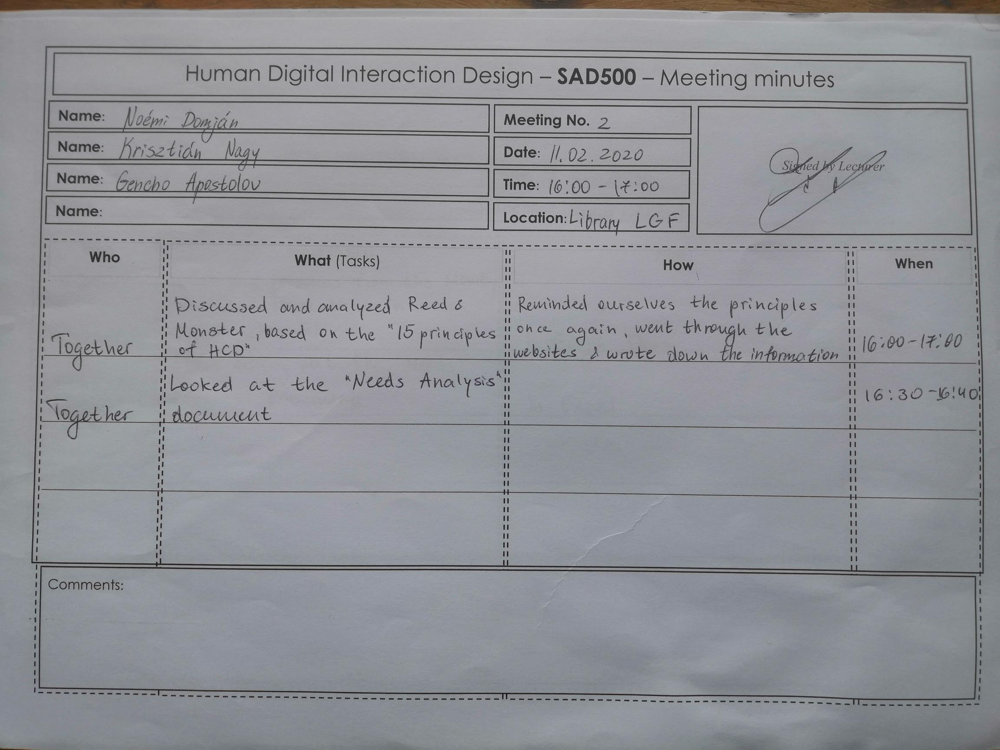 Human Digital Interaction Design – SAD500 – Meeting minutes
Name: Noémi Domján
Name: Krisztián Nagy
Name: Gencho Apostolov
Name:
Meeting No. 2
Date: 11.02.2020
Time: 16:00 - 17:00
Location: Library LGF
Signed by Lecturer
Who
What (Tasks)
How
When
Together
Discussed and analyzed Reed &
Monster, based on the "15 principles
of HCD"
Reminded ourselves the principles
once again, went through the
websites & wrote down the information
16:00-17:00
Together
Looked at the "Needs Analysis"
document
16:30-16:40
Comments: